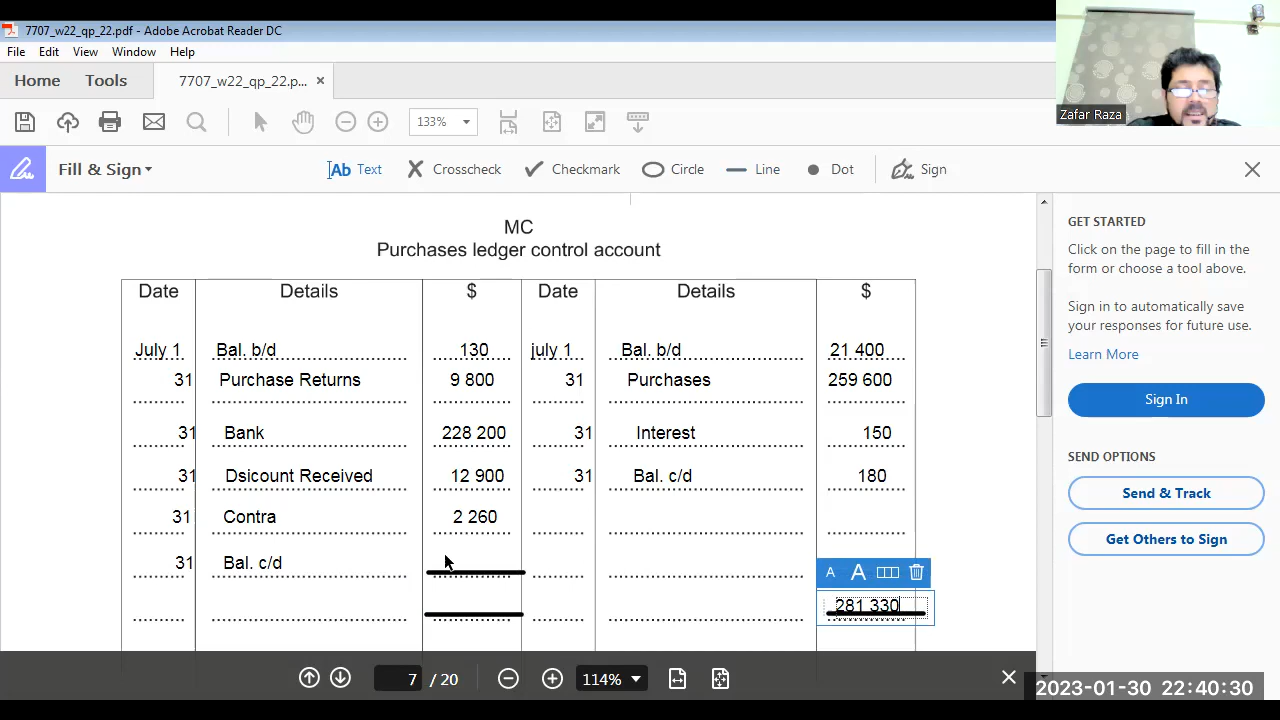 7707_w22_qp_22.pdf - Adobe Acrobat Reader DC
File Edit View Window Help
Home Tools 7707_w22_qp_22.p... ×
133%
Zafar Raza
Fill & Sign Ab Text Crosscheck Checkmark Circle Line Dot Sign
MC
Purchases ledger control account
Date Details $ Date Details $
July 1 Bal. b/d 130 july 1 Bal. b/d 21 400
31 Purchase Returns 9 800 31 Purchases 259 600
31 Bank 228 200 31 Interest 150
31 Dsicount Received 12 900 31 Bal. c/d 180
31 Contra 2 260
31 Bal. c/d
A A
281 330
GET STARTED
Click on the page to fill in the
form or choose a tool above.
Sign in to automatically save
your responses for future use.
Learn More
Sign In
SEND OPTIONS
Send & Track
Get Others to Sign
7 / 20 114%
2023-01-30 22:40:30